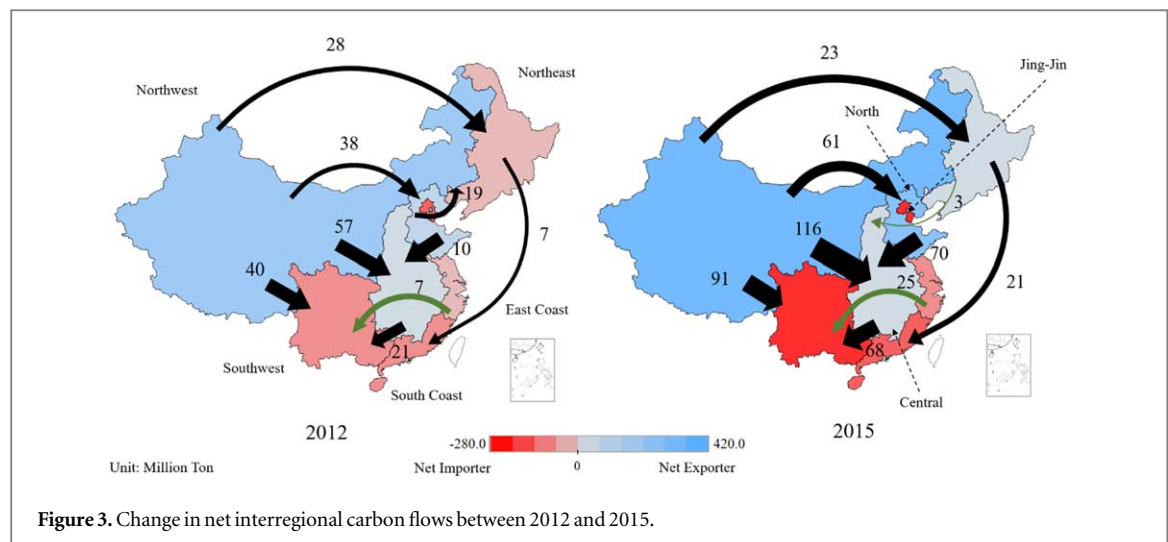 28
Northeast
Northwest
38
19
57
10
7
40
7
East Coast
21
Southwest
South Coast
2012
23
Jing-Jin
North
61
3
116
70
91
25
21
68
Central
2015
-280.0
420.0
Unit: Million Ton
Net Importer
0
Net Exporter
Figure 3. Change in net interregional carbon flows between 2012 and 2015.